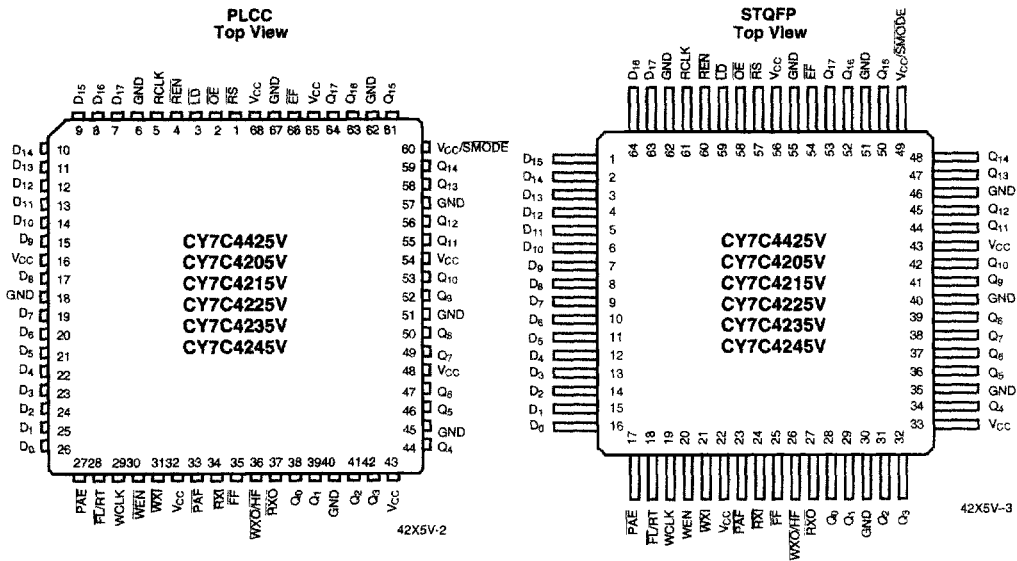 PLCC
Top View
D15 D16 D17 GND RCLK REN LD OE RS VCC GND EF VCC Q17 Q16 GND Q15
9 8 7 6 5 4 3 2 1 68 67 66 65 64 63 62 61
D14 10
D13 11
D12 12
D11 13
D10 14
D9 15
VCC 16
D8 17
GND 18
D7 19
D6 20
D5 21
D4 22
D3 23
D2 24
D1 25
D0 26
CY7C4425V
CY7C4205V
CY7C4215V
CY7C4225V
CY7C4235V
CY7C4245V
60 VCC/SMODE
59 Q14
58 Q13
57 GND
56 Q12
55 Q11
54 VCC
53 Q10
52 Q9
51 GND
50 Q8
49 Q7
48 VCC
47 Q6
46 Q5
45 GND
44 Q4
27 28 29 30 31 32 33 34 35 36 37 38 39 40 41 42 43
PAE FL/RT WCLK WEN WXI VCC PAF RXI FF WXO/HF RXO Q0 Q1 GND Q2 Q3 VCC
42X5V-2
STQFP
Top View
D16 D17 GND RCLK REN LD OE RS VCC GND EF Q17 Q16 GND Q15 VCC/SMODE
64 63 62 61 60 59 58 57 56 55 54 53 52 51 50 49
D15 1
D14 2
D13 3
D12 4
D11 5
D10 6
D9 7
D8 8
D7 9
D6 10
D5 11
D4 12
D3 13
D2 14
D1 15
D0 16
CY7C4425V
CY7C4205V
CY7C4215V
CY7C4225V
CY7C4235V
CY7C4245V
48 Q14
47 Q13
46 GND
45 Q12
44 Q11
43 VCC
42 Q10
41 Q9
40 GND
39 Q8
38 Q7
37 Q6
36 Q5
35 GND
34 Q4
33 VCC
17 18 19 20 21 22 23 24 25 26 27 28 29 30 31 32
PAE FL/RT WCLK WEN WXI VCC PAF RXI FF WXO/HF RXO Q0 Q1 GND Q2 Q3
42X5V-3